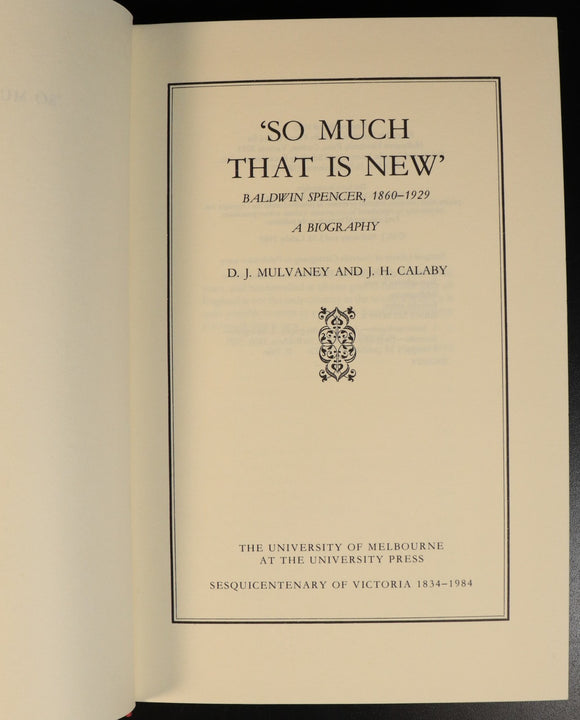 'SO MUCH
THAT IS NEW'
BALDWIN SPENCER, 1860–1929
A BIOGRAPHY
D. J. MULVANEY AND J. H. CALABY
THE UNIVERSITY OF MELBOURNE
AT THE UNIVERSITY PRESS
SESQUICENTENARY OF VICTORIA 1834–1984